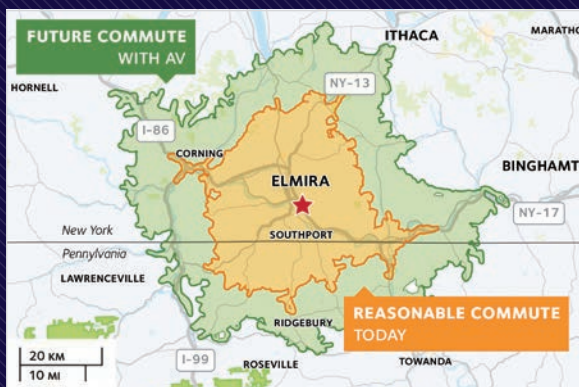 FUTURE COMMUTE
WITH AV
ITHACA
MARATHO
HORNELL
NY-13
I-86
CORNING
ELMIRA
BINGHAMT
NY-17
SOUTHPORT
New York
Pennsylvania
LAWRENCEVILLE
REASONABLE COMMUTE
TODAY
RIDGEBURY
20 KM
10 MI
I-99
ROSEVILLE
TOWANDA